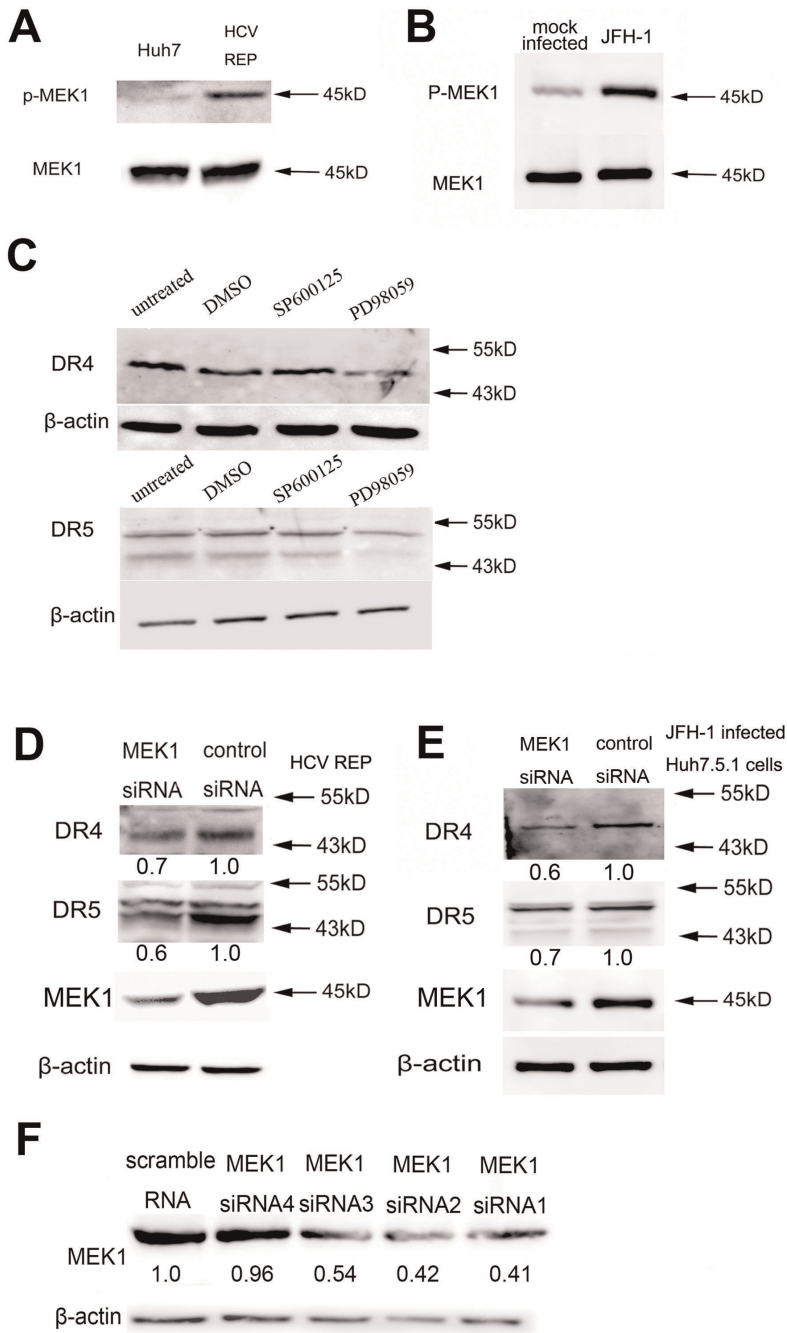 A
Huh7
HCV
REP
p-MEK1
45kD
MEK1
45kD
B
mock
infected
JFH-1
P-MEK1
45kD
MEK1
45kD
C
untreated DMSO SP600125 PD98059
DR4
55kD
43kD
β-actin
untreated DMSO SP600125 PD98059
DR5
55kD
43kD
β-actin
D
MEK1 control
siRNA siRNA
HCV REP
55kD
DR4
43kD
0.7 1.0
55kD
DR5
43kD
0.6 1.0
MEK1
45kD
β-actin
E
MEK1 control
siRNA siRNA
JFH-1 infected
Huh7.5.1 cells
55kD
DR4
43kD
0.6 1.0
55kD
DR5
43kD
0.7 1.0
MEK1
45kD
β-actin
F
scramble MEK1 MEK1 MEK1 MEK1
RNA siRNA4 siRNA3 siRNA2 siRNA1
MEK1
1.0 0.96 0.54 0.42 0.41
β-actin